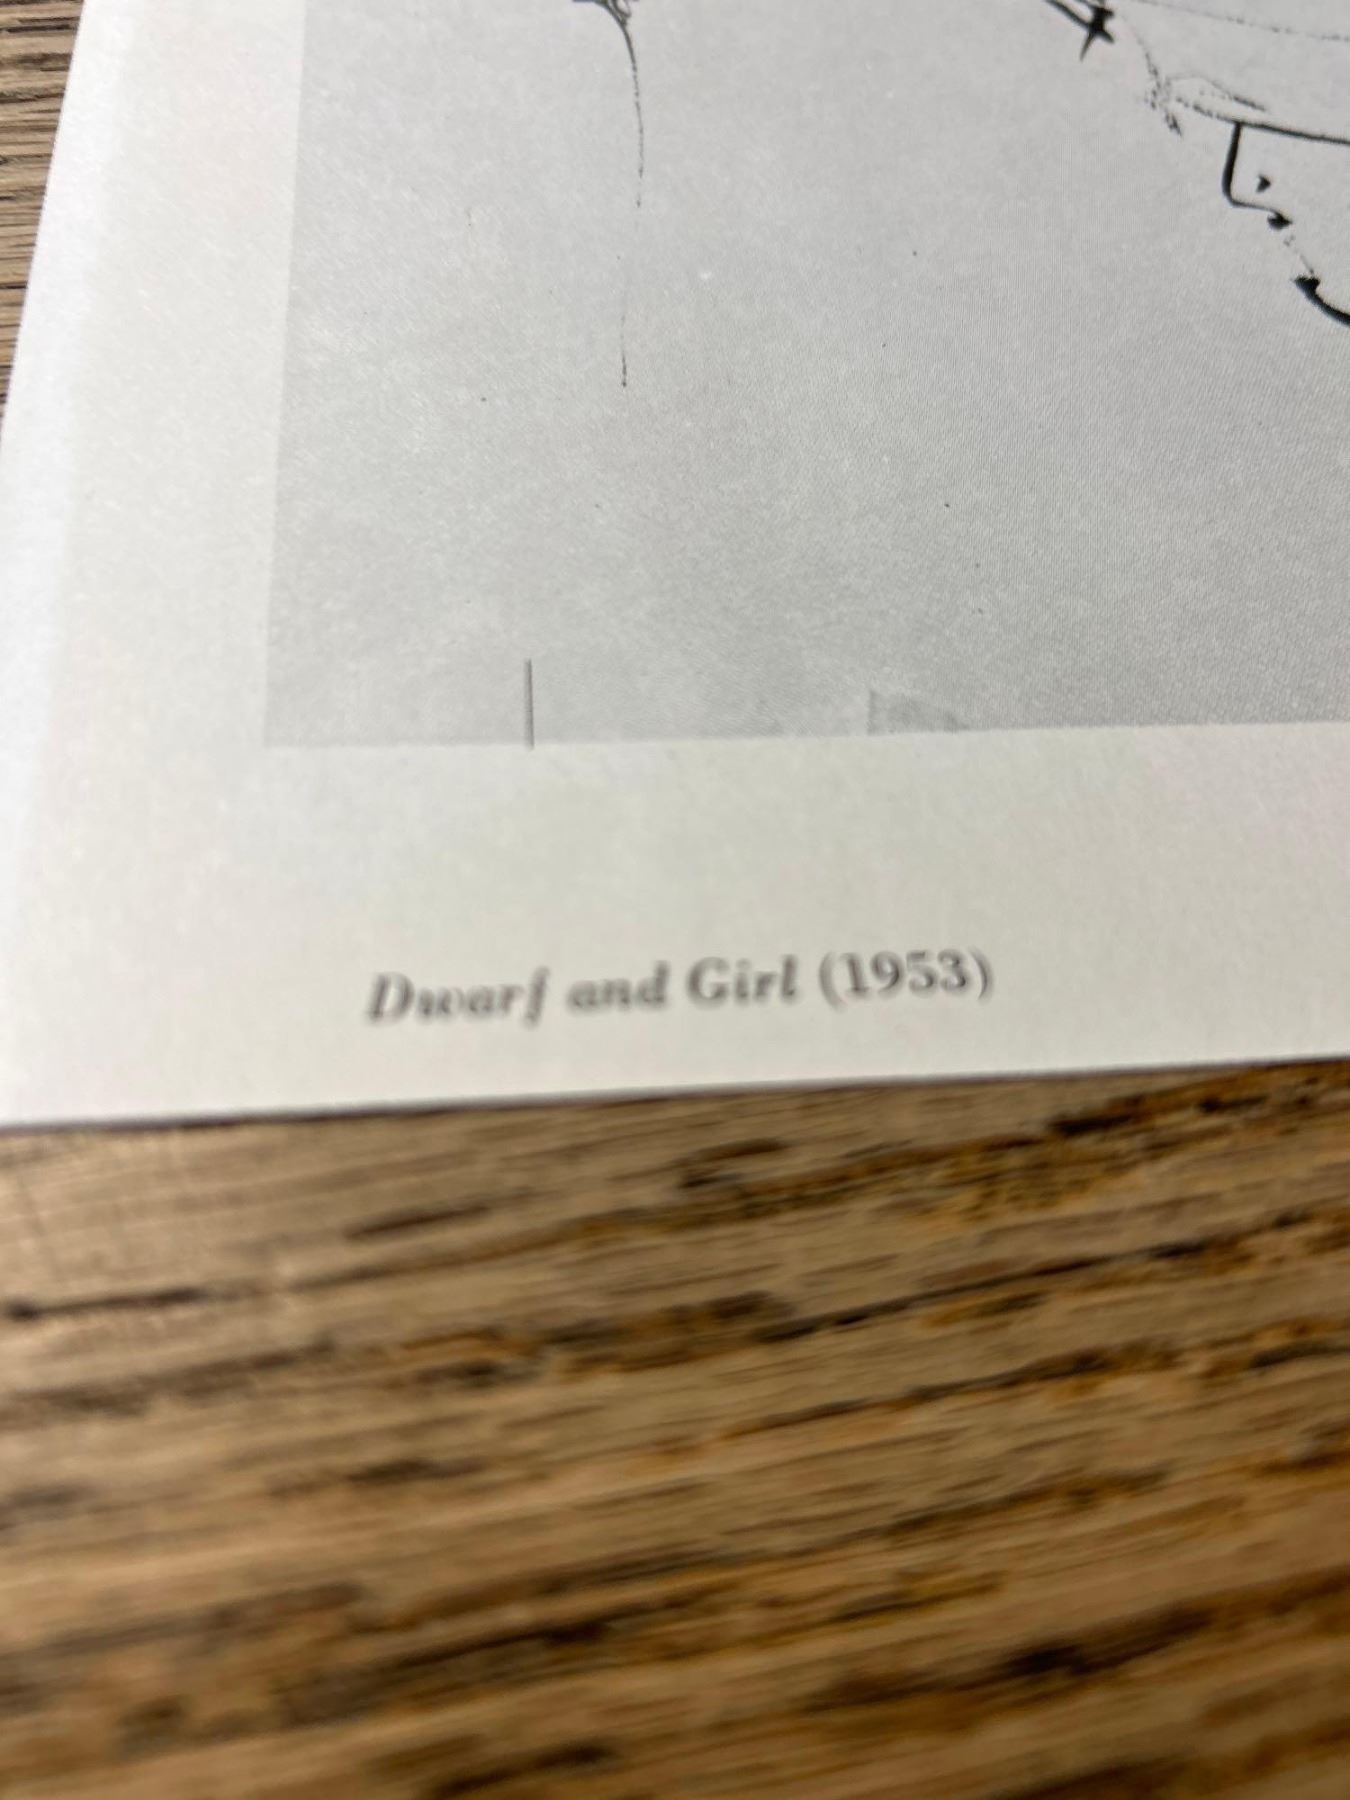 Dwarf and Girl (1953)